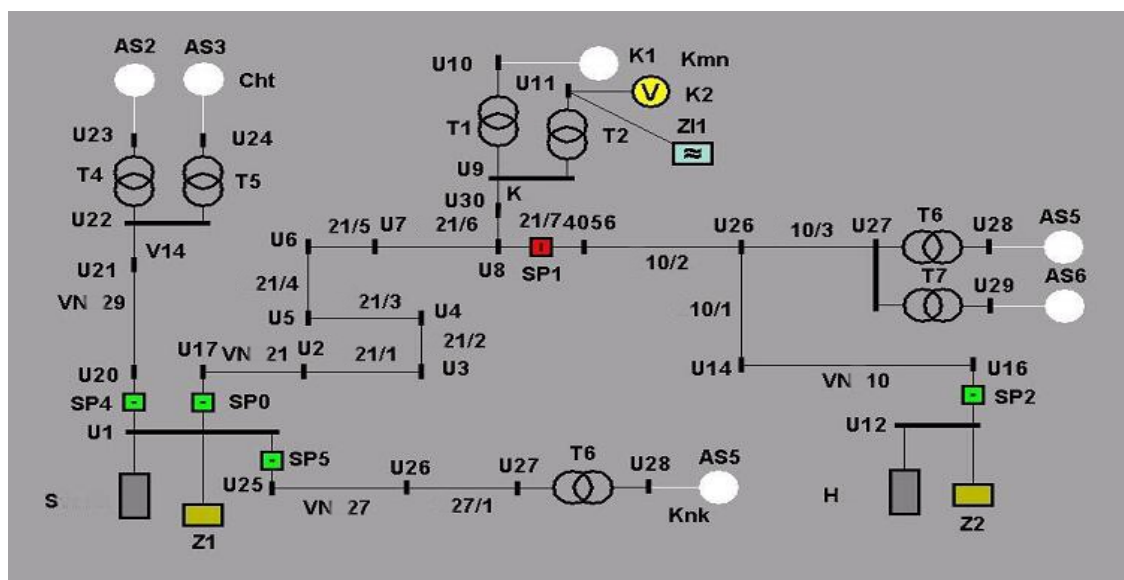 AS2 AS3
Cht
U10 K1 Kmn
U11 K2
T1 T2 ZI1
U23 U24
T4 T5
U9
K
U30
U22
V14
21/5 U7 21/6 21/7 4056 U26 10/3 U27 T6 U28 AS5
U6
U8 SP1
10/2
U21
21/4
T7 U29 AS6
VN 29
21/3 U4
10/1
U5
21/2
U17 VN 21 U2 21/1 U3
U14 VN 10 U16
U20
SP4 SP0 SP2
U1 U12
SP5 U26 U27 T6 U28 AS5
U25
S VN 27 27/1 Knk H
Z1 Z2